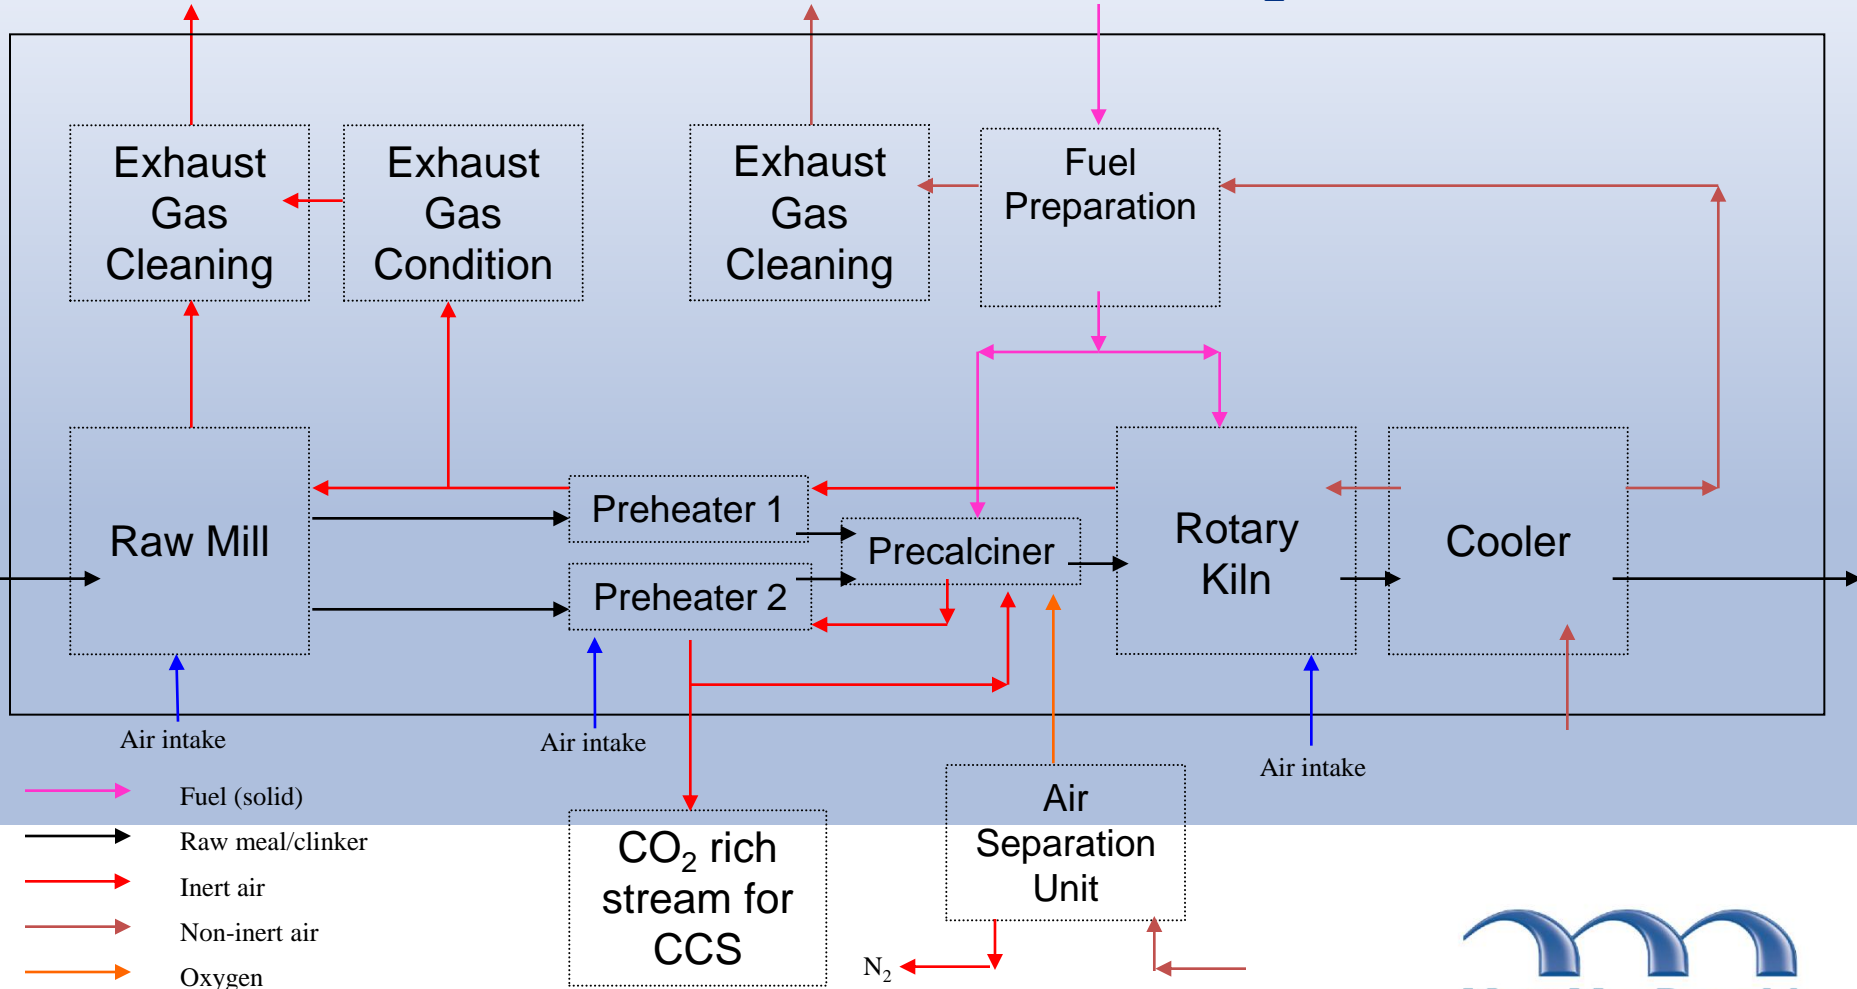 Exhaust
Gas
Cleaning
Exhaust
Gas
Condition
Exhaust
Gas
Cleaning
Fuel
Preparation
Raw Mill
Preheater 1
Preheater 2
Precalciner
Rotary
Kiln
Cooler
Air intake
Air intake
Air intake
Fuel (solid)
Raw meal/clinker
Inert air
Non-inert air
Oxygen
CO₂ rich
stream for
CCS
Air
Separation
Unit
N₂